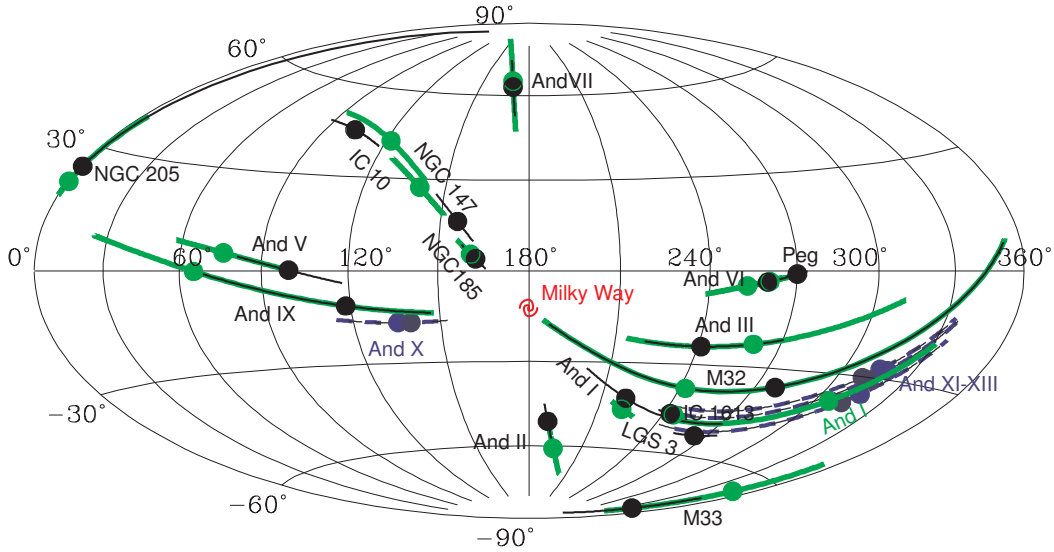 90°
60°
AndVII
30°
NGC 205
IC 10
NGC 147
NGC185
0°
60°
And V
120°
180°
240°
And VI
Peg
300°
360°
Milky Way
And IX
And X
And III
And I
M32
And XI-XIII
IC 1613
And I
LGS 3
−30°
And II
−60°
M33
−90°